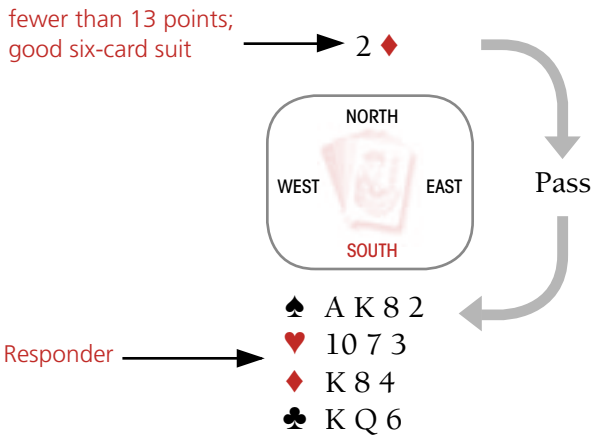 fewer than 13 points;
good six-card suit
2 ♦
NORTH
WEST
EAST
Pass
SOUTH
♠ A K 8 2
♥ 10 7 3
Responder
♦ K 8 4
♣ K Q 6